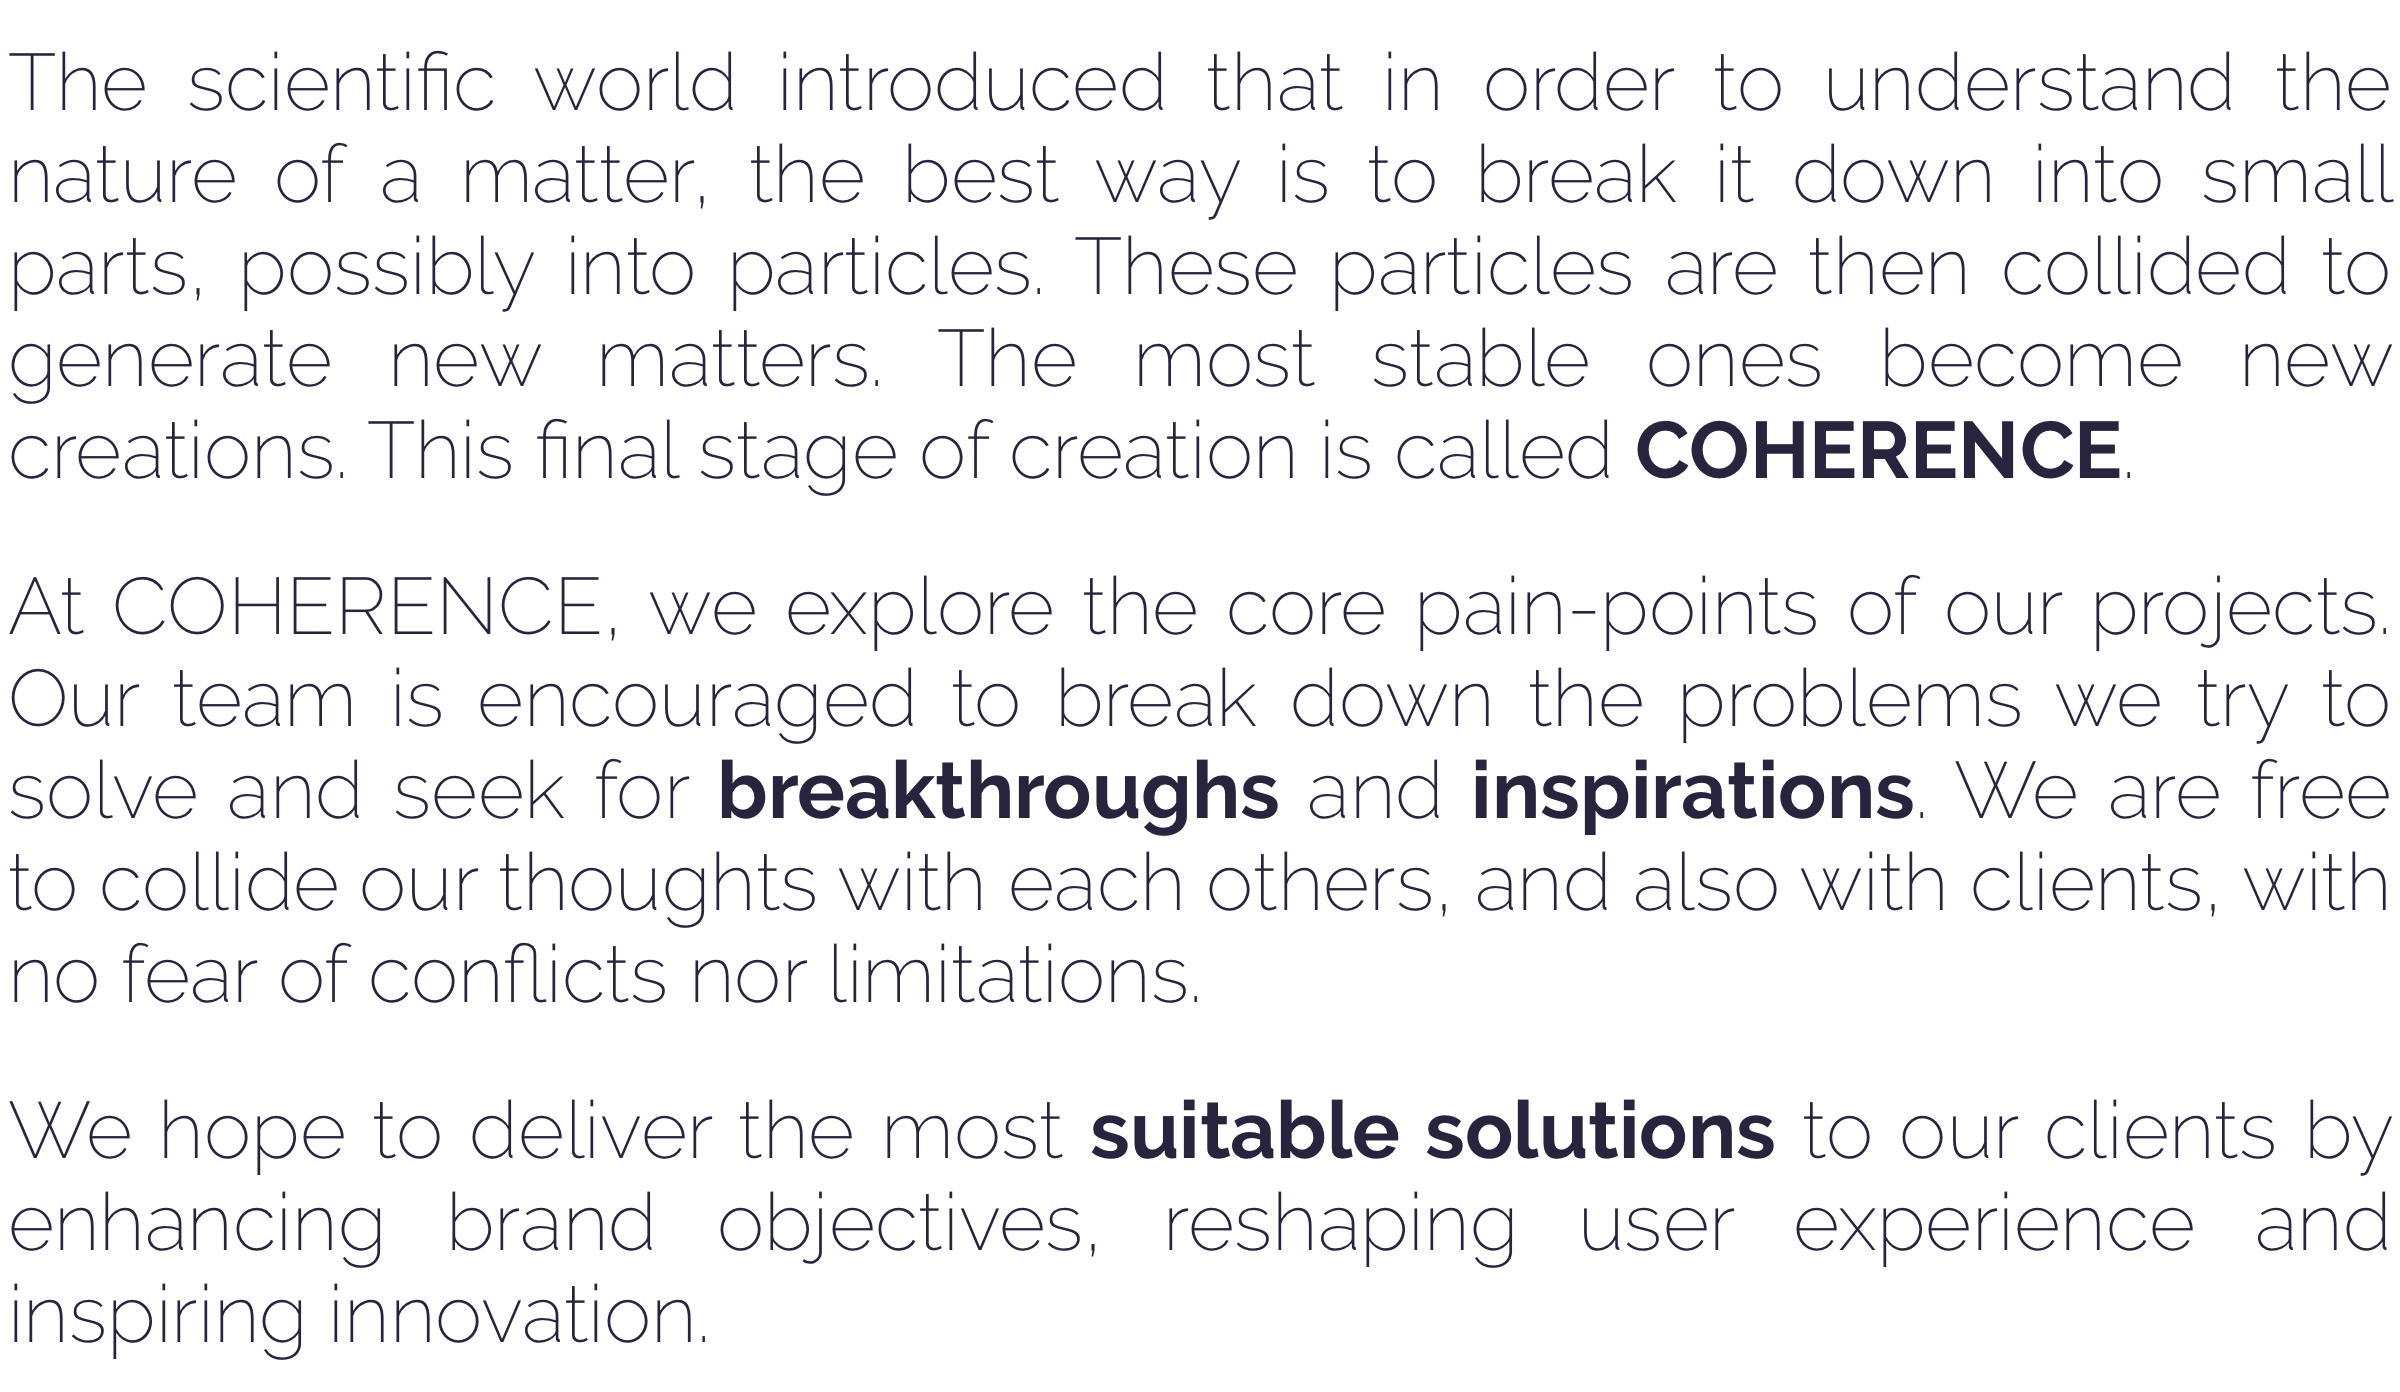 The scientific world introduced that in order to understand the
nature of a matter, the best way is to break it down into small
parts, possibly into particles. These particles are then collided to
generate new matters. The most stable ones become new
creations. This final stage of creation is called COHERENCE.
At COHERENCE, we explore the core pain-points of our projects.
Our team is encouraged to break down the problems we try to
solve and seek for breakthroughs and inspirations. We are free
to collide our thoughts with each others, and also with clients, with
no fear of conflicts nor limitations.
We hope to deliver the most suitable solutions to our clients by
enhancing brand objectives, reshaping user experience and
inspiring innovation.